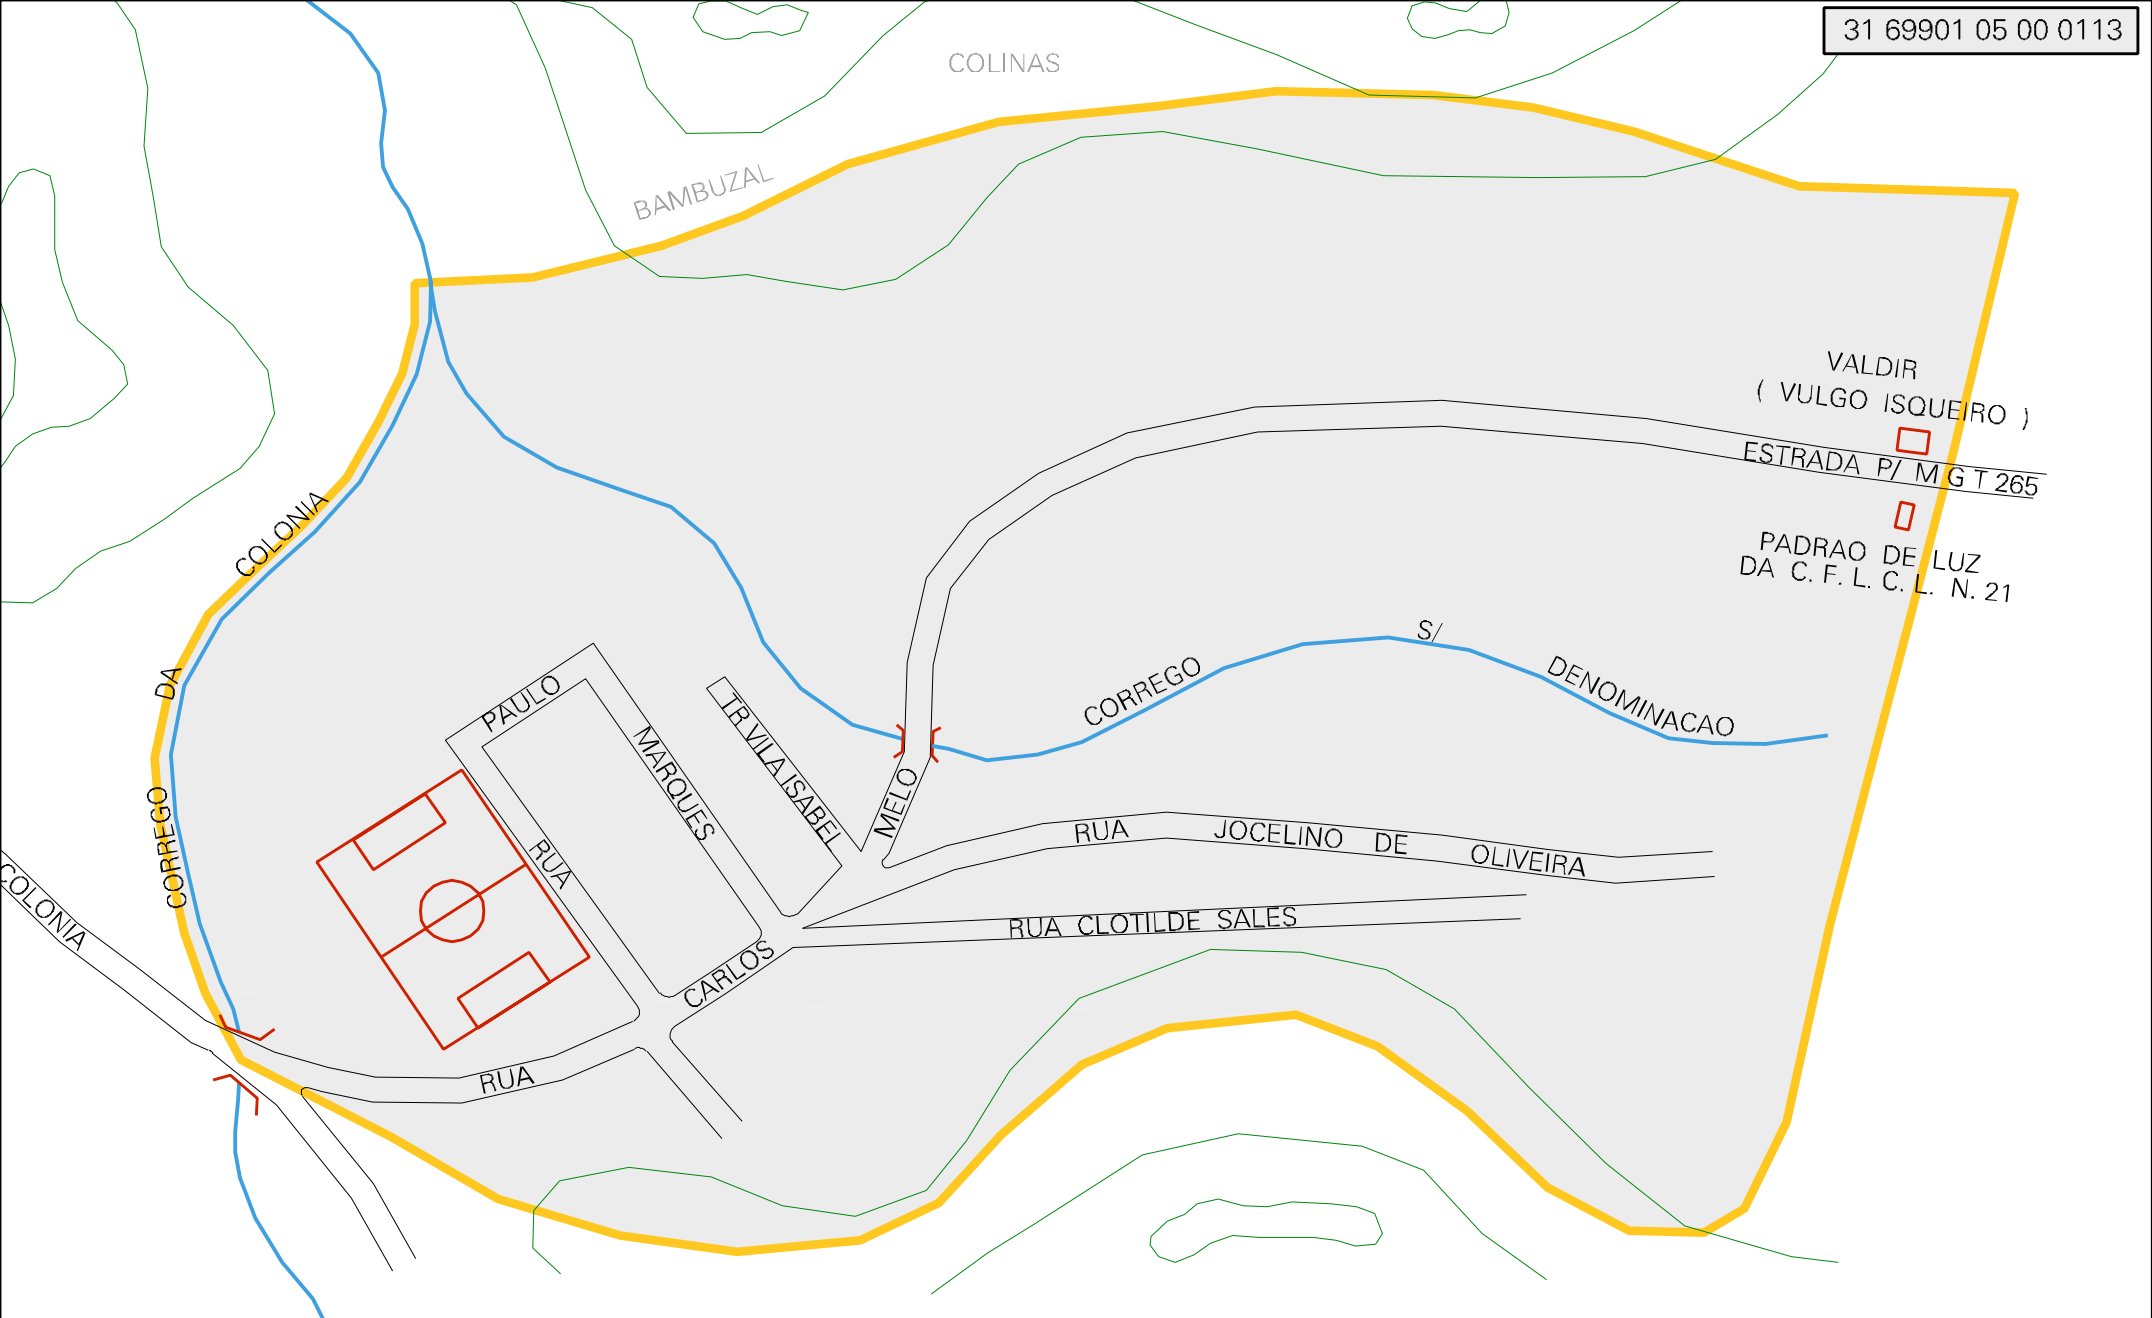 31 69901 05 00 0113
COLINAS
BAMBUZAL
VALDIR
( VULGO ISQUEIRO )
ESTRADA P/ M G T 265
PADRAO DE LUZ
DA C. F. L. C. L. N. 21
CORREGO DA COLONIA
CORREGO S/ DENOMINACAO
PAULO
MARQUES
RUA
TR VILA ISABEL
MELO
RUA JOCELINO DE OLIVEIRA
RUA CLOTILDE SALES
CARLOS
RUA
COLONIA